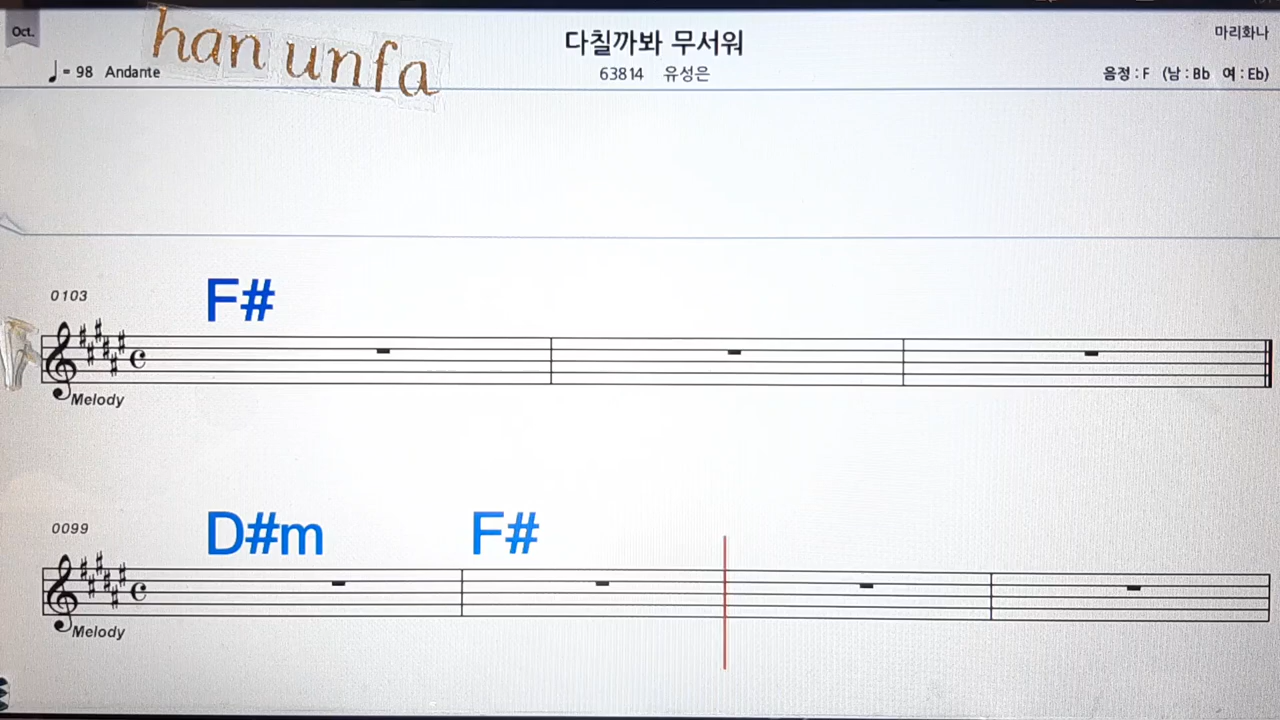 Oct.
han unfa
다칠까봐 무서워
마리화나
♩ = 98 Andante
63814 유성은
음정 : F (남 : Bb 여 : Eb)
0103
F#
Melody
0099
D#m F#
Melody